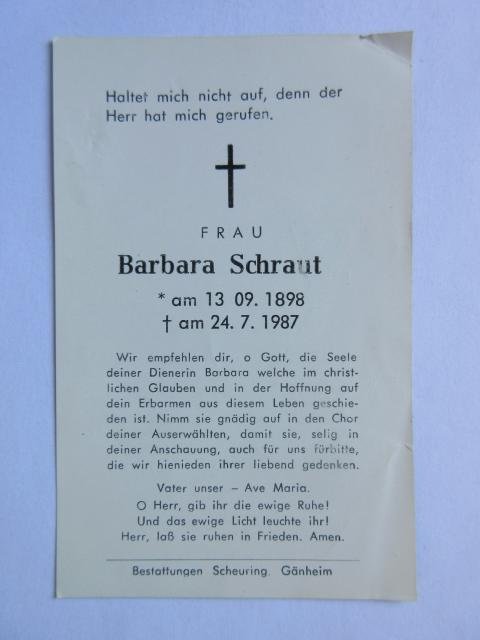 Haltet mich nicht auf, denn der
Herr hat mich gerufen.
FRAU
Barbara Schraut
* am 13 09. 1898
† am 24. 7. 1987
Wir empfehlen dir, o Gott, die Seele
deiner Dienerin Barbara welche im christ-
lichen Glauben und in der Hoffnung auf
dein Erbarmen aus diesem Leben geschie-
den ist. Nimm sie gnädig auf in den Chor
deiner Auserwählten, damit sie, selig in
deiner Anschauung, auch für uns fürbitte,
die wir hienieden ihrer liebend gedenken.
Vater unser – Ave Maria.
O Herr, gib ihr die ewige Ruhe!
Und das ewige Licht leuchte ihr!
Herr, laß sie ruhen in Frieden. Amen.
Bestattungen Scheuring, Gänheim